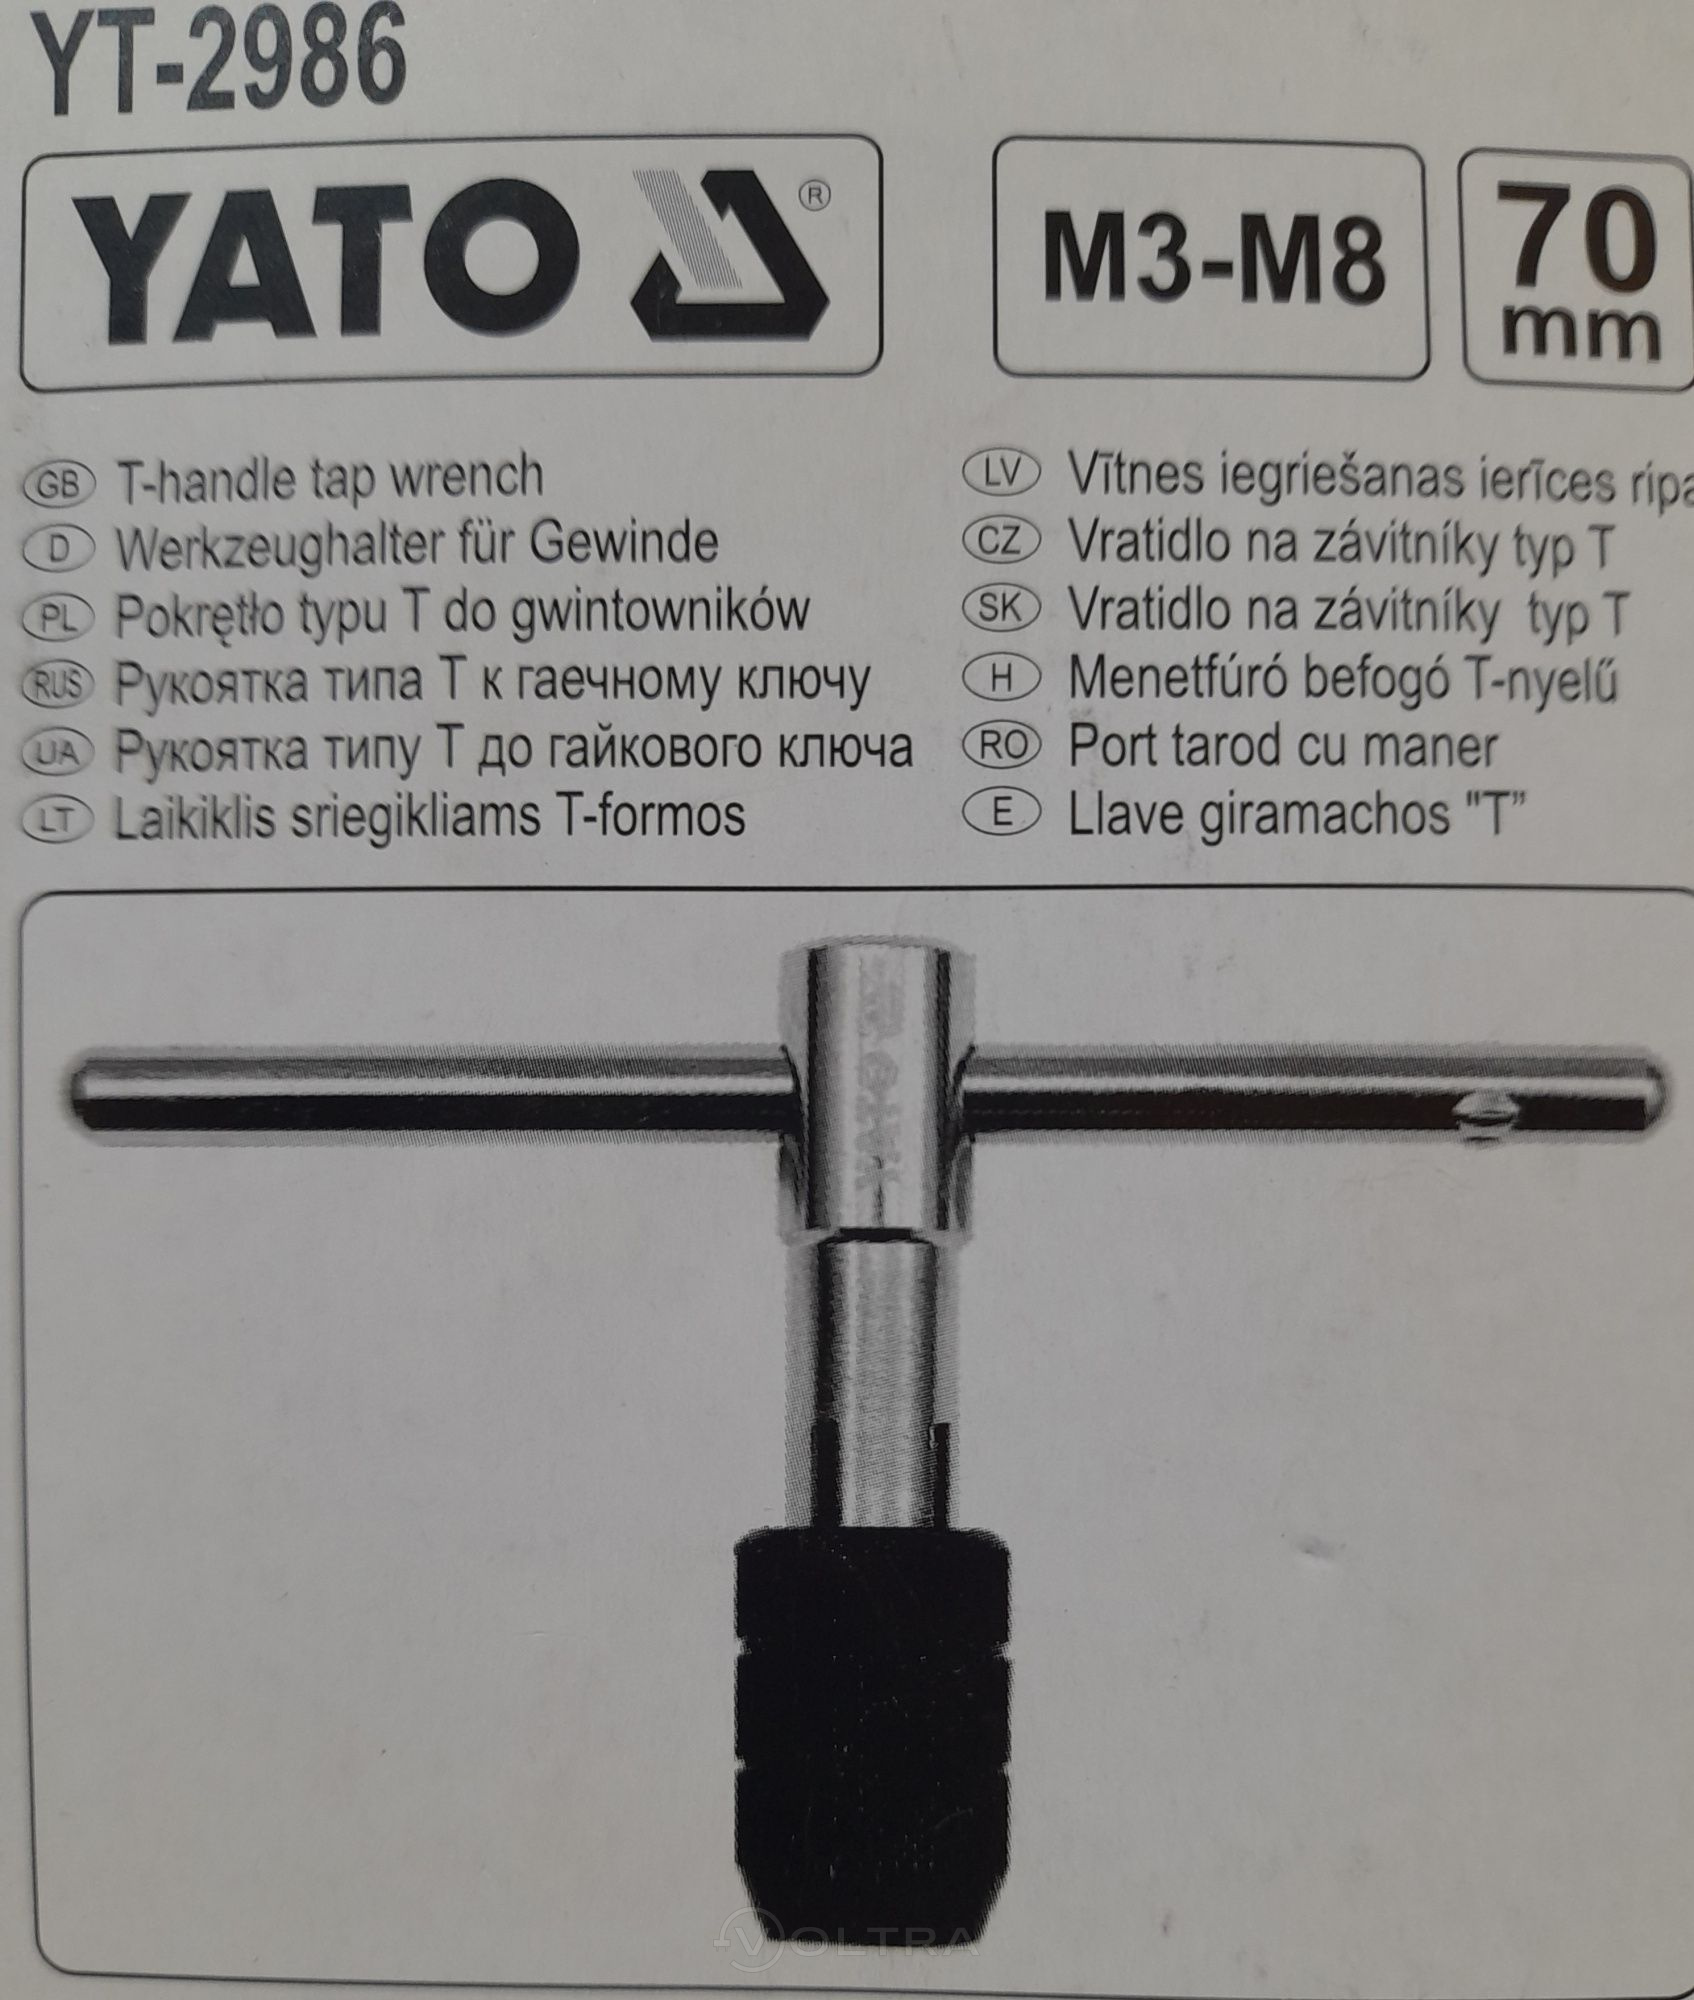 YT-2986
YATO ®
M3-M8
70
mm
GB T-handle tap wrench
D Werkzeughalter für Gewinde
PL Pokrętło typu T do gwintowników
RUS Рукоятка типа Т к гаечному ключу
UA Рукоятка типу Т до гайкового ключа
LT Laikiklis sriegikliams T-formos
LV Vītnes iegriešanas ierīces
CZ Vratidlo na závitníky typ T
SK Vratidlo na závitníky typ T
H Menetfúró befogó T-nyelű
RO Port tarod cu maner
E Llave giramachos "T”
YATO
VOLTRA